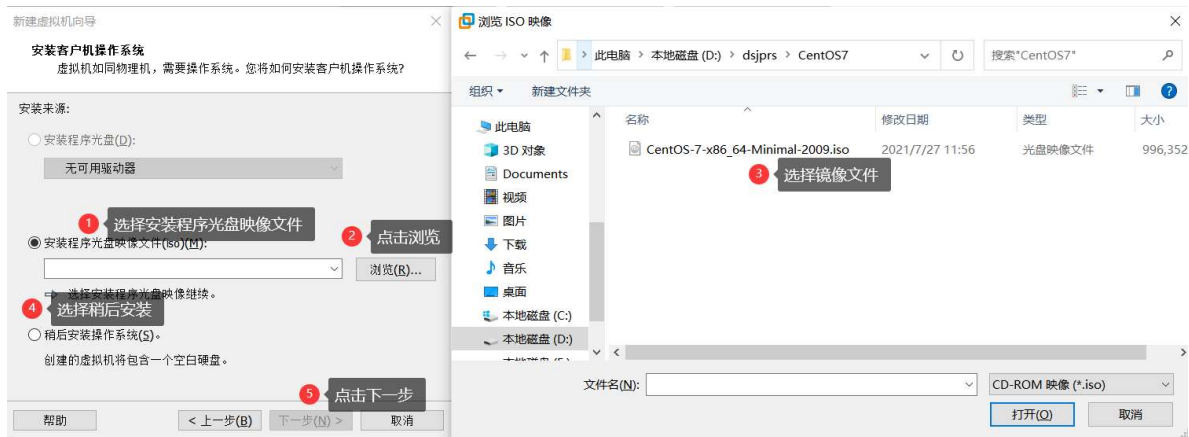 新建虚拟机向导
安装客户机操作系统
虚拟机如同物理机，需要操作系统。您将如何安装客户机操作系统?
安装来源:
安装程序光盘(D):
无可用驱动器
1 选择安装程序光盘映像文件
2 点击浏览
安装程序光盘映像文件(iso)(M):
浏览(R)...
选择安装程序光盘映像继续。
4 选择稍后安装
稍后安装操作系统(S)。
创建的虚拟机将包含一个空白硬盘。
5 点击下一步
帮助
< 上一步(B)
下一步(N) >
取消
浏览 ISO 映像
此电脑 > 本地磁盘 (D:) > dsjprs > CentOS7
搜索"CentOS7"
组织
新建文件夹
此电脑
3D 对象
Documents
视频
图片
下载
音乐
桌面
本地磁盘 (C:)
本地磁盘 (D:)
名称 修改日期 类型 大小
CentOS-7-x86_64-Minimal-2009.iso 2021/7/27 11:56 光盘映像文件 996,352
3 选择镜像文件
文件名(N):
CD-ROM 映像 (*.iso)
打开(O)
取消